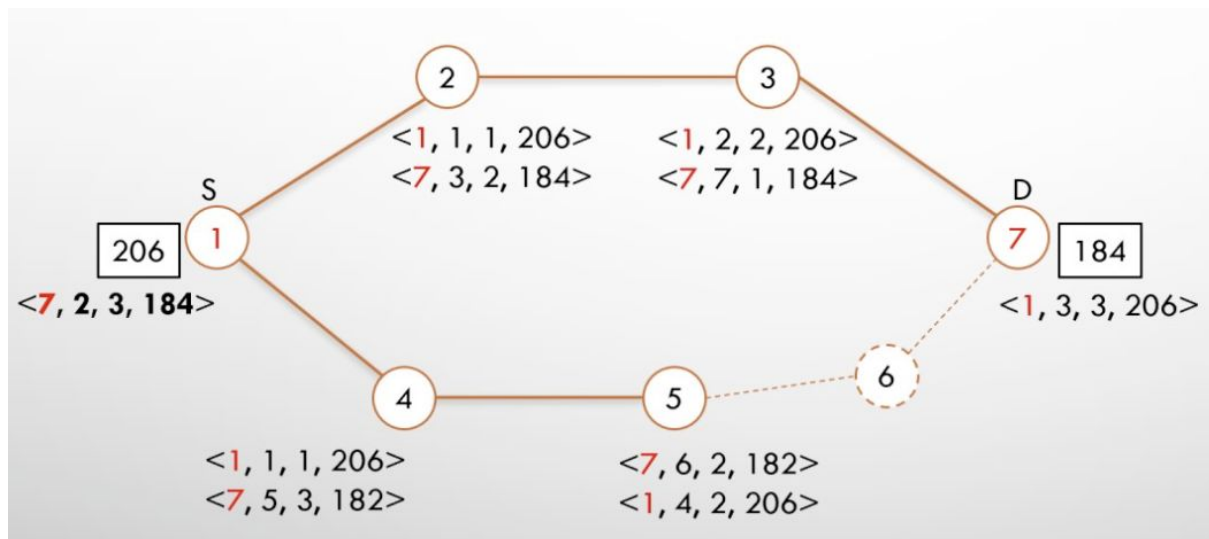 2
3
<1, 1, 1, 206>
<7, 3, 2, 184>
<1, 2, 2, 206>
<7, 7, 1, 184>
S
1
206
<7, 2, 3, 184>
D
7
184
<1, 3, 3, 206>
4
5
6
<1, 1, 1, 206>
<7, 5, 3, 182>
<7, 6, 2, 182>
<1, 4, 2, 206>